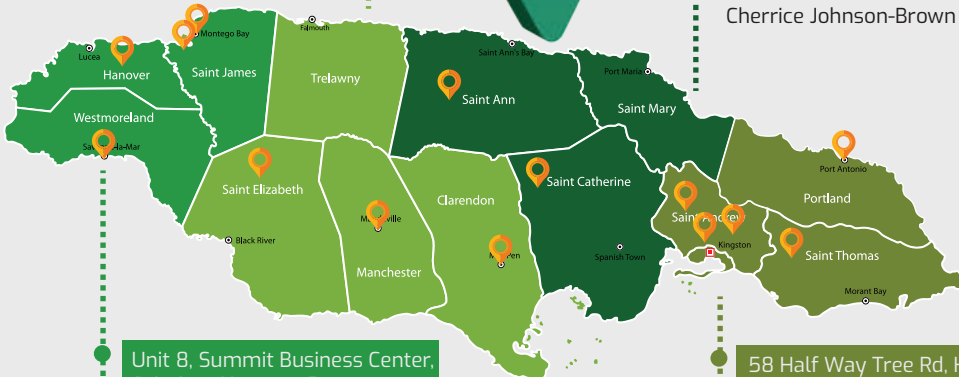 Cherrice Johnson-Brown
Montego Bay
Falmouth
Lucea
Saint Ann's Bay
Hanover
Saint James
Trelawny
Port Maria
Saint Ann
Saint Mary
Westmoreland
Port Antonio
Saint Catherine
Saint Elizabeth
Clarendon
Portland
Black River
Kingston
Manchester
Spanish Town
Saint Thomas
Morant Bay
Unit 8, Summit Business Center,
58 Half Way Tree Rd,